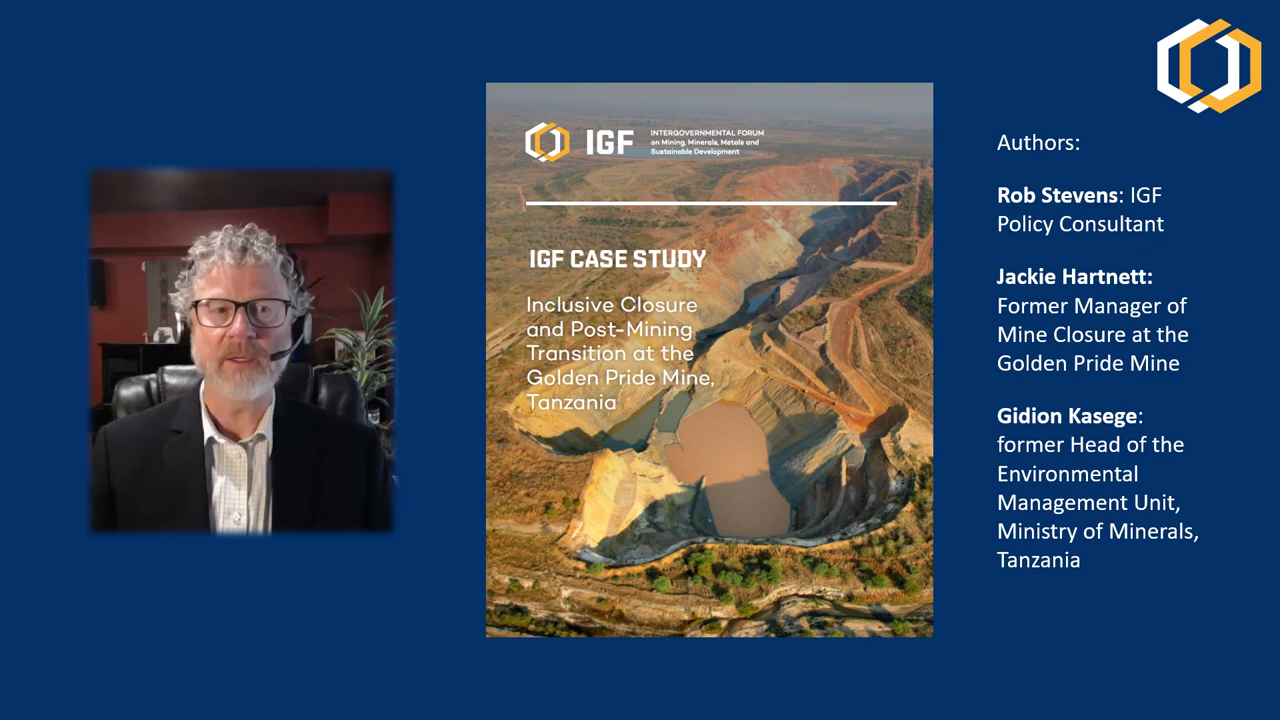 IGF
INTERGOVERNMENTAL FORUM
on Mining, Minerals, Metals and
Sustainable Development
IGF CASE STUDY
Inclusive Closure
and Post-Mining
Transition at the
Golden Pride Mine,
Tanzania
Authors:
Rob Stevens: IGF
Policy Consultant
Jackie Hartnett:
Former Manager of
Mine Closure at the
Golden Pride Mine
Gidion Kasege:
former Head of the
Environmental
Management Unit,
Ministry of Minerals,
Tanzania